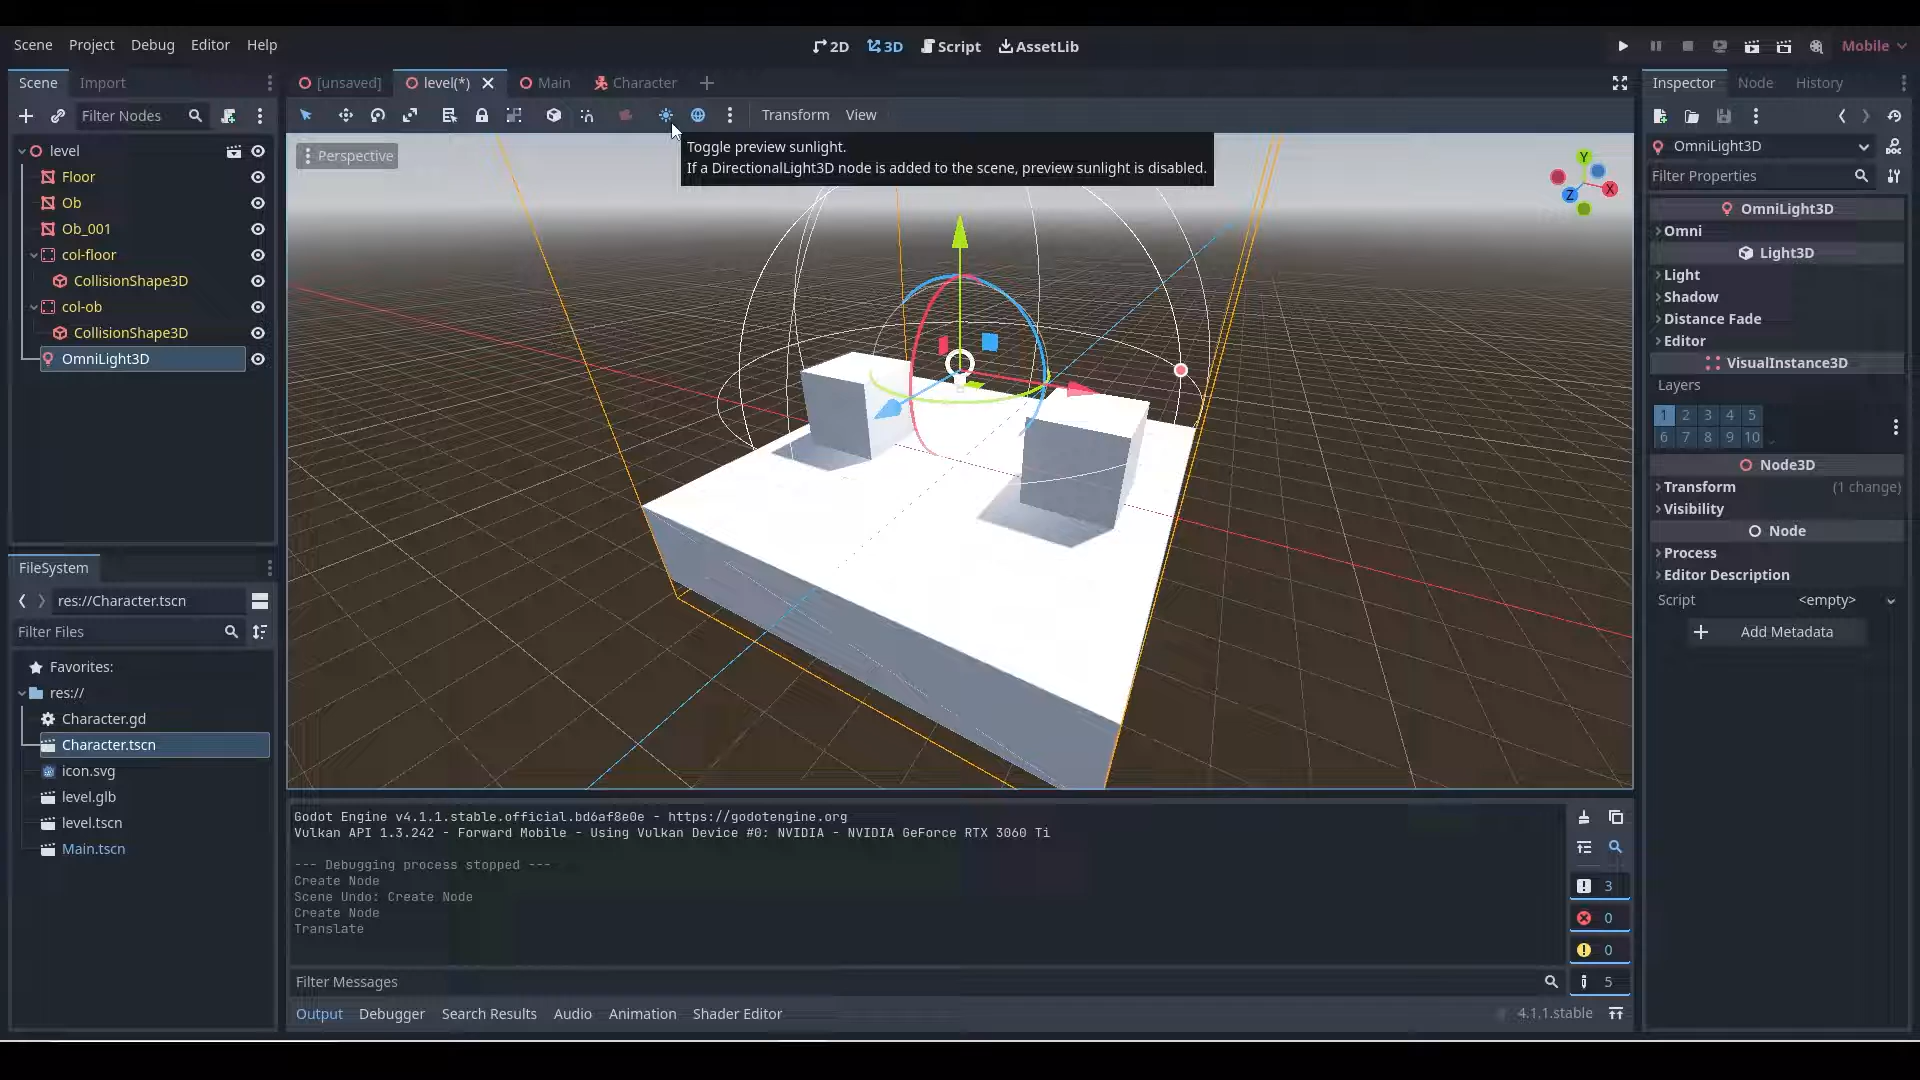 Scene Project Debug Editor Help
2D 3D Script AssetLib
Mobile
Scene Import
[unsaved] level(*) Main Character
Inspector Node History
Filter Nodes
Transform View
Toggle preview sunlight.
If a DirectionalLight3D node is added to the scene, preview sunlight is disabled.
Perspective
Y
X
Z
level
Floor
Ob
Ob_001
col-floor
CollisionShape3D
col-ob
CollisionShape3D
OmniLight3D
OmniLight3D
Filter Properties
OmniLight3D
Omni
Light3D
Light
Shadow
Distance Fade
Editor
VisualInstance3D
Layers
1 2 3 4 5
6 7 8 9 10
Node3D
Transform (1 change)
Visibility
Node
Process
Editor Description
Script <empty>
Add Metadata
FileSystem
res://Character.tscn
Filter Files
Favorites:
res://
Character.gd
Character.tscn
icon.svg
level.glb
level.tscn
Main.tscn
Godot Engine v4.1.1.stable.official.bd6af8e0e - https://godotengine.org
Vulkan API 1.3.242 - Forward Mobile - Using Vulkan Device #0: NVIDIA - NVIDIA GeForce RTX 3060 Ti
--- Debugging process stopped ---
Create Node
Scene Undo: Create Node
Create Node
Translate
3
0
0
5
Filter Messages
Output Debugger Search Results Audio Animation Shader Editor
4.1.1.stable